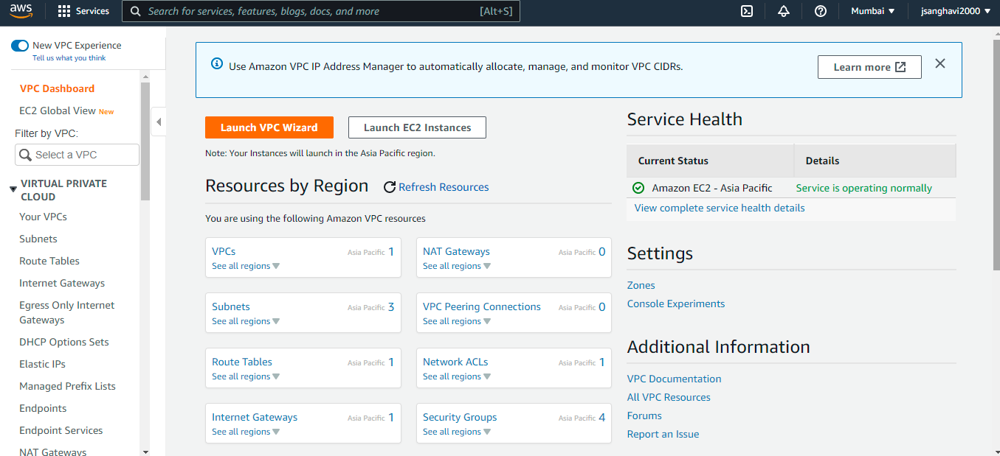 aws
Services
Search for services, features, blogs, docs, and more
[Alt+S]
Mumbai ▼
jsanghavi2000 ▼
New VPC Experience
Tell us what you think
VPC Dashboard
EC2 Global View New
Filter by VPC:
Select a VPC
VIRTUAL PRIVATE
CLOUD
Your VPCs
Subnets
Route Tables
Internet Gateways
Egress Only Internet
Gateways
DHCP Options Sets
Elastic IPs
Managed Prefix Lists
Endpoints
Endpoint Services
NAT Gateways
Use Amazon VPC IP Address Manager to automatically allocate, manage, and monitor VPC CIDRs.
Learn more
Launch VPC Wizard
Launch EC2 Instances
Note: Your Instances will launch in the Asia Pacific region.
Resources by Region
Refresh Resources
You are using the following Amazon VPC resources
VPCs Asia Pacific 1
See all regions ▼
NAT Gateways Asia Pacific 0
See all regions ▼
Subnets Asia Pacific 3
See all regions ▼
VPC Peering Connections Asia Pacific 0
See all regions ▼
Route Tables Asia Pacific 1
See all regions ▼
Network ACLs Asia Pacific 1
See all regions ▼
Internet Gateways Asia Pacific 1
See all regions ▼
Security Groups Asia Pacific 4
See all regions ▼
Service Health
Current Status Details
Amazon EC2 - Asia Pacific Service is operating normally
View complete service health details
Settings
Zones
Console Experiments
Additional Information
VPC Documentation
All VPC Resources
Forums
Report an Issue